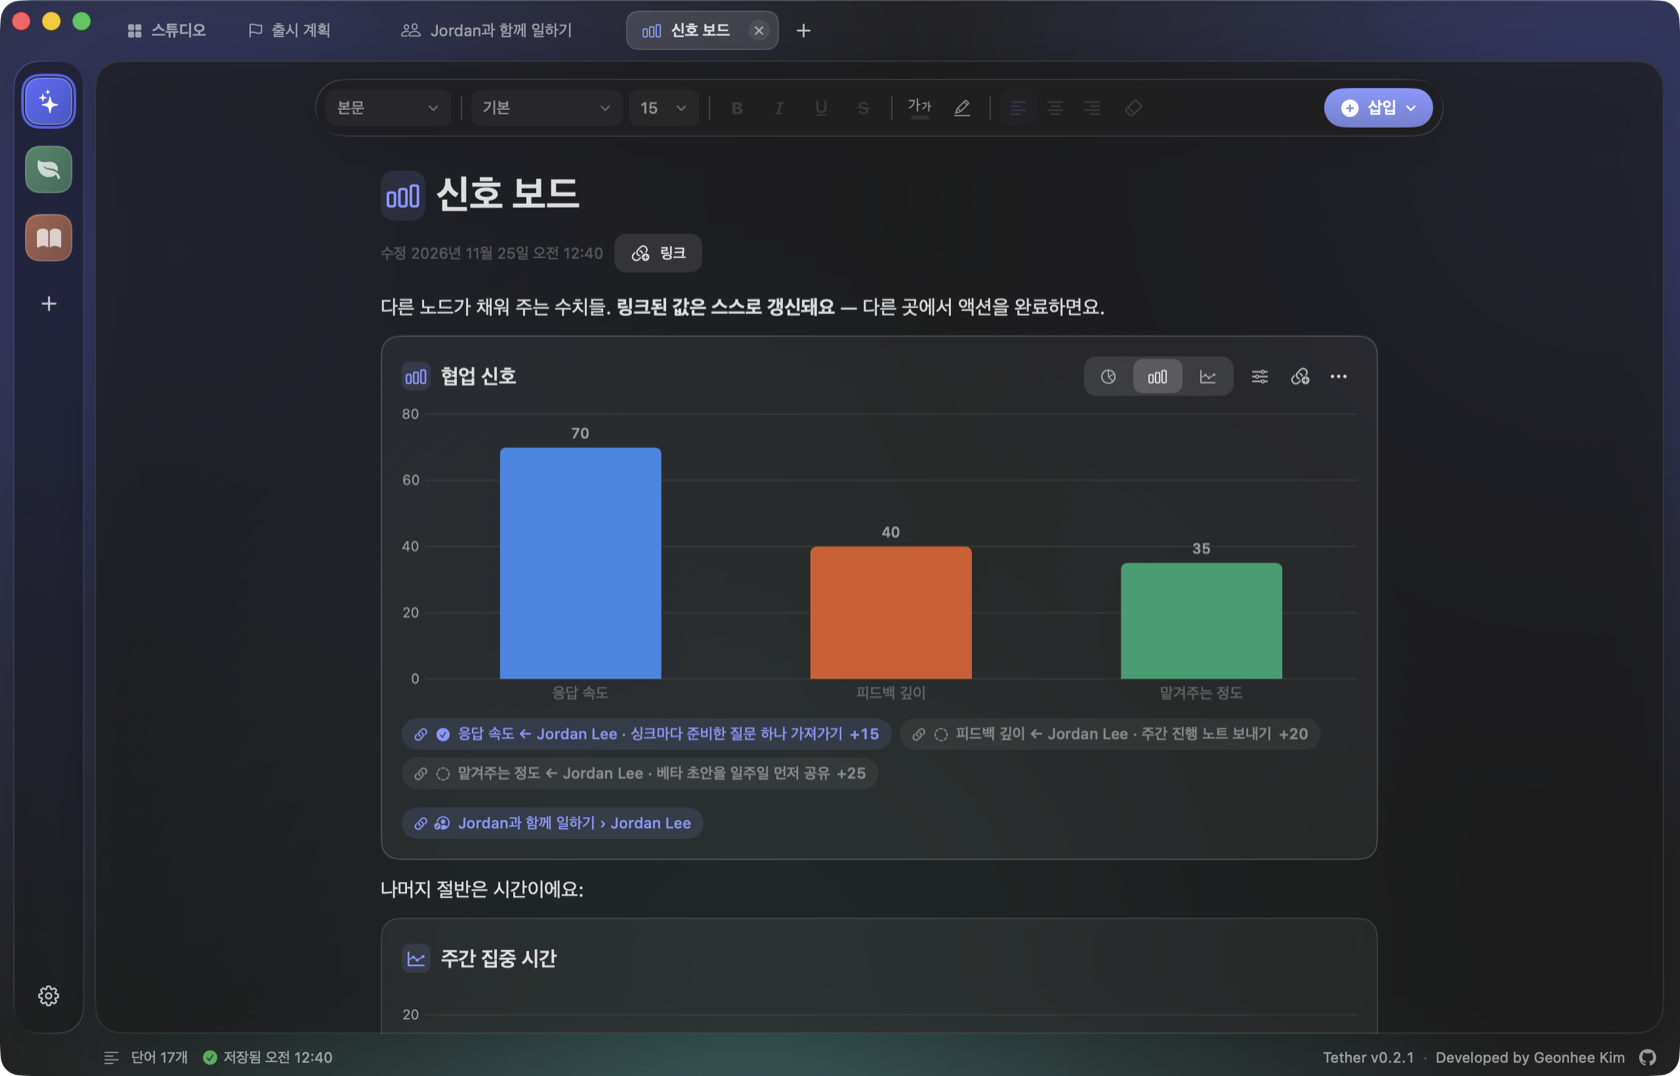 스튜디오
출시 계획
Jordan과 함께 일하기
신호 보드
본문
기본
15
B I U S
가가
삽입
신호 보드
수정 2026년 11월 25일 오전 12:40
링크
다른 노드가 채워 주는 수치들. 링크된 값은 스스로 갱신돼요 — 다른 곳에서 액션을 완료하면요.
협업 신호
80
60
40
20
0
70
40
35
응답 속도
피드백 깊이
맡겨주는 정도
응답 속도 ← Jordan Lee · 싱크마다 준비한 질문 하나 가져가기 +15
피드백 깊이 ← Jordan Lee · 주간 진행 노트 보내기 +20
맡겨주는 정도 ← Jordan Lee · 베타 초안을 일주일 먼저 공유 +25
Jordan과 함께 일하기 › Jordan Lee
나머지 절반은 시간이에요:
주간 집중 시간
20
단어 17개
저장됨 오전 12:40
Tether v0.2.1 · Developed by Geonhee Kim